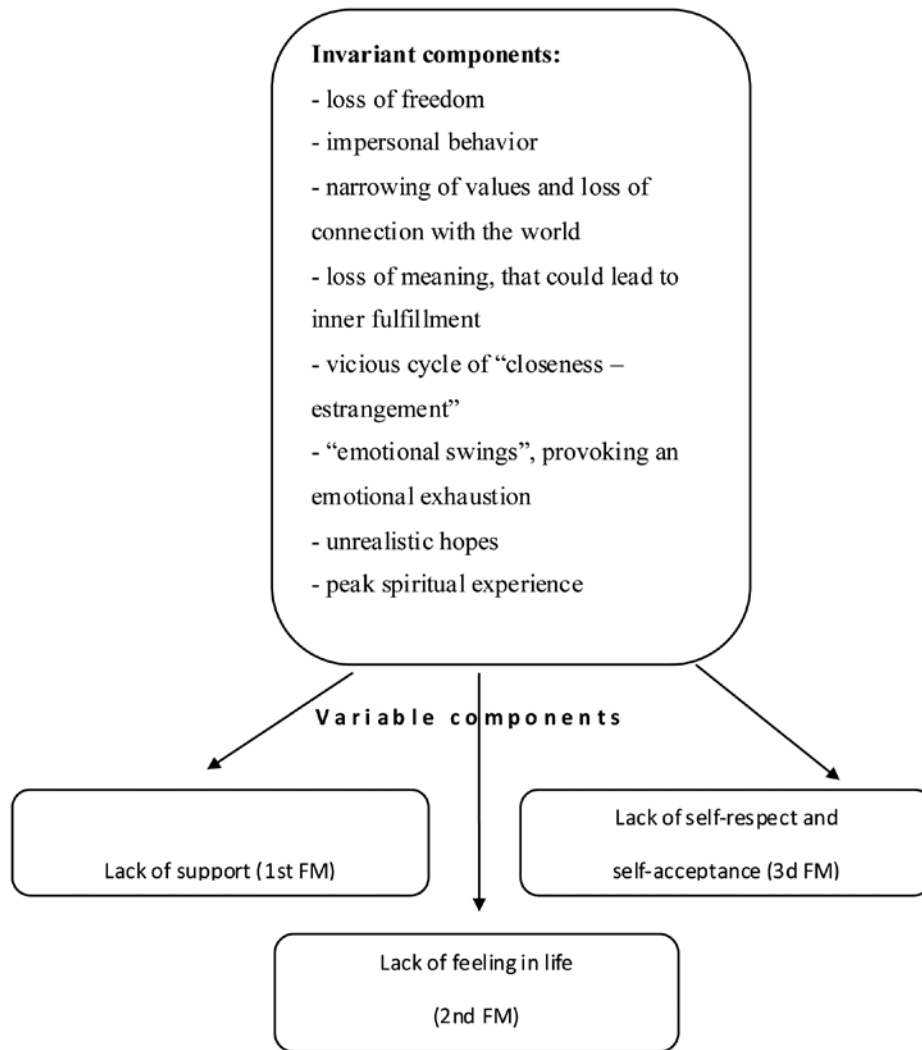 Invariant components:
- loss of freedom
- impersonal behavior
- narrowing of values and loss of
connection with the world
- loss of meaning, that could lead to
inner fulfillment
- vicious cycle of “closeness –
estrangement”
- “emotional swings”, provoking an
emotional exhaustion
- unrealistic hopes
- peak spiritual experience
Variable components
Lack of support (1st FM)
Lack of self-respect and
self-acceptance (3d FM)
Lack of feeling in life
(2nd FM)